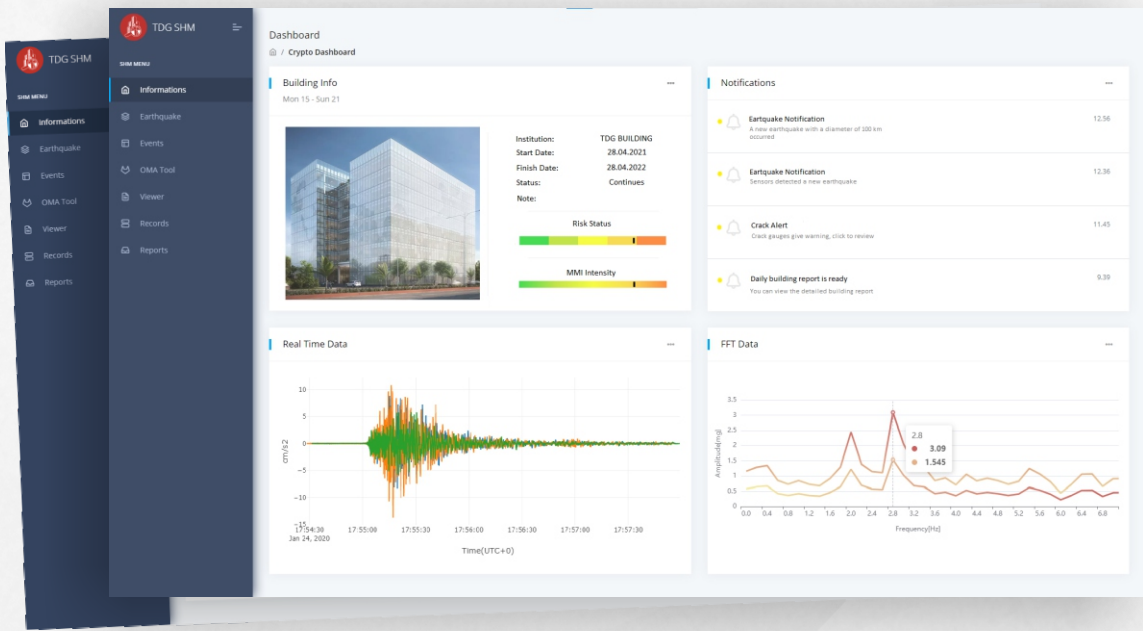 TDG SHM
SHM MENU
Informations
Earthquake
Events
OMA Tool
Viewer
Records
Reports
TDG SHM
SHM MENU
Informations
Earthquake
Events
OMA Tool
Viewer
Records
Reports
Dashboard
/ Crypto Dashboard
Building Info
Mon 15 - Sun 21
Institution: TDG BUILDING
Start Date: 28.04.2021
Finish Date: 28.04.2022
Status: Continues
Note:
Risk Status
MMI Intensity
Notifications
Eartquake Notification 12.56
A new earthquake with a diameter of 100 km
occurred
Eartquake Notification 12.36
Sensors detected a new earthquake
Crack Alert 11.45
Crack gauges give warning, click to review
Daily building report is ready 9.39
You can view the detailed building report
Real Time Data
cm/s2
10
5
0
−5
−10
−15
17:54:30 17:55:00 17:55:30 17:56:00 17:56:30 17:57:00 17:57:30
Jan 24, 2020
Time(UTC+0)
FFT Data
Amplitude[mg]
3.5
3
2.5
2
1.5
1
0.5
0
2.8
3.09
1.545
0.0 0.4 0.8 1.2 1.6 2.0 2.4 2.8 3.2 3.6 4.0 4.4 4.8 5.2 5.6 6.0 6.4 6.8
Frequency[Hz]